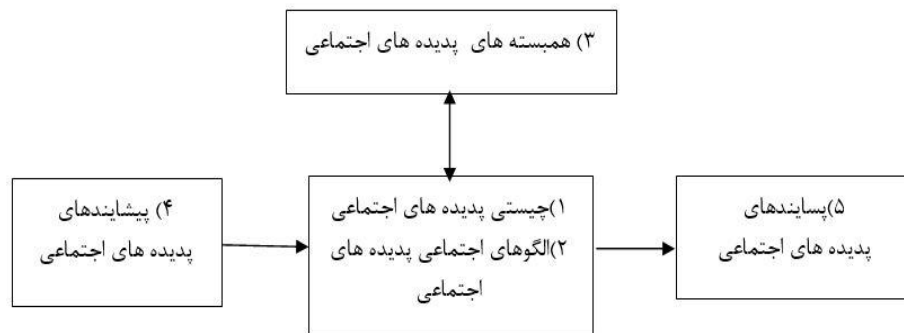 ۳) همبسته های پدیده های اجتماعی
۴) پیشایندهای
پدیده های اجتماعی
۱)چیستی پدیده های اجتماعی
۲)الگوهای اجتماعی پدیده های
اجتماعی
۵)پسایندهای
پدیده های اجتماعی